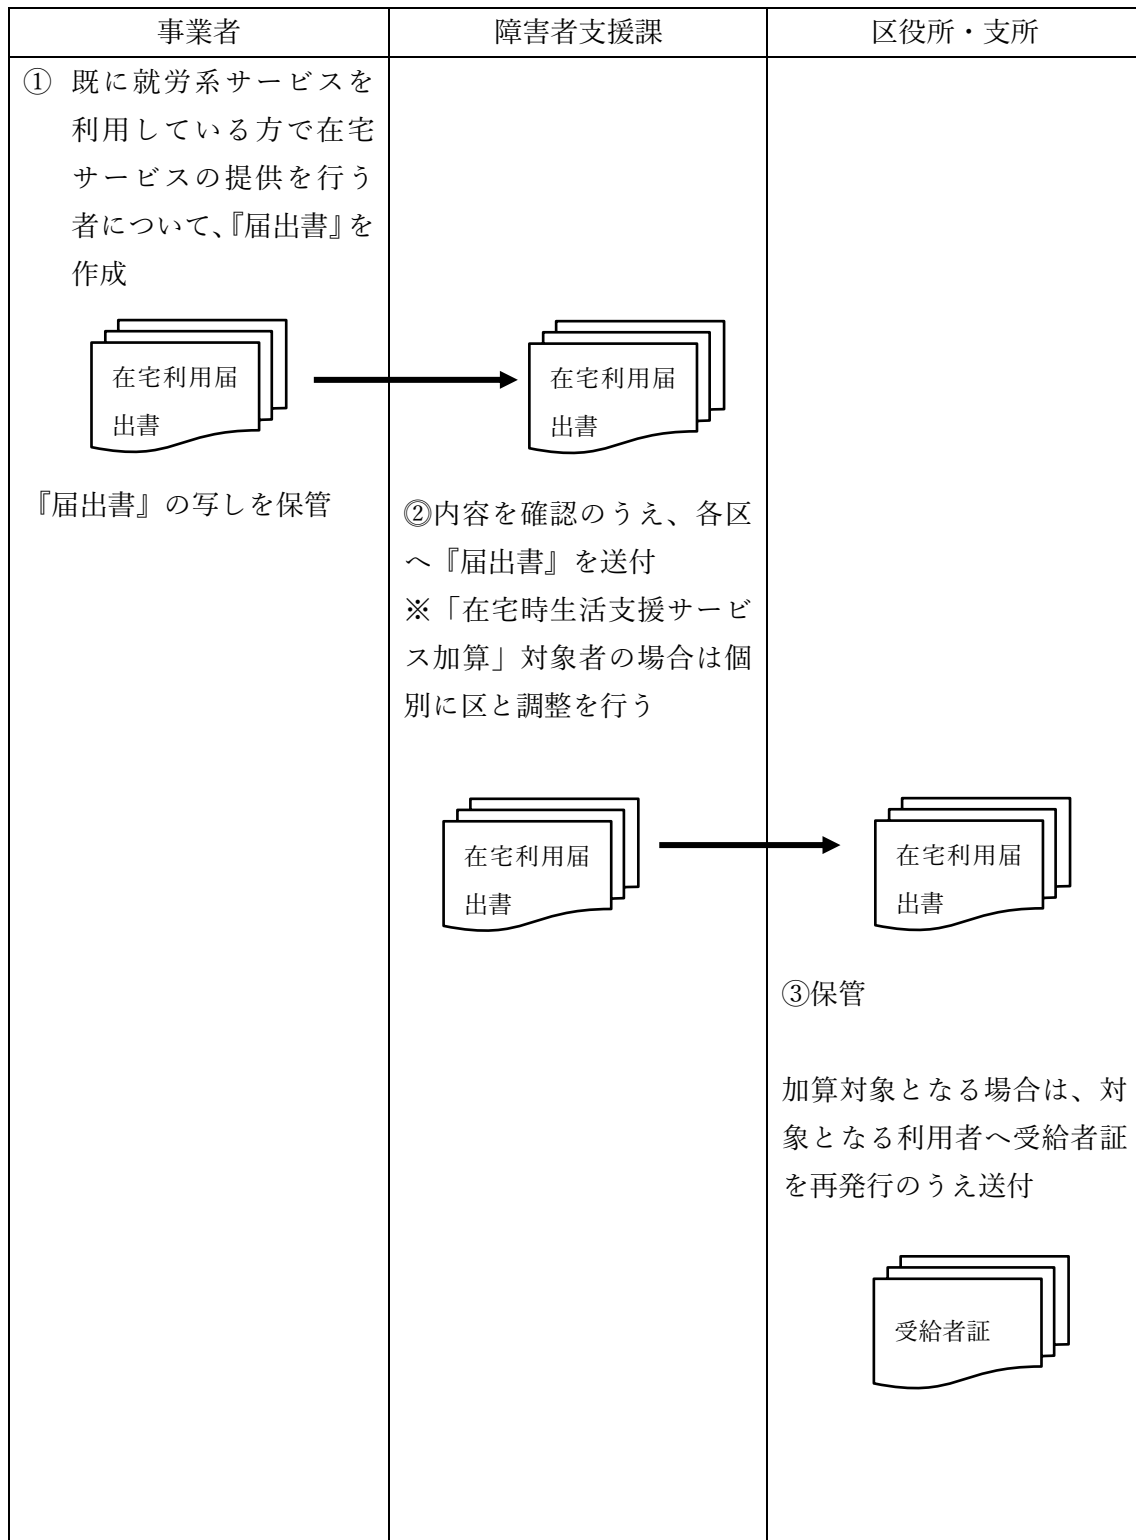 事業者
障害者支援課
区役所・支所
① 既に就労系サービスを
利用している方で在宅
サービスの提供を行う
者について、『届出書』を
作成
在宅利用届
出書
『届出書』の写しを保管
在宅利用届
出書
②内容を確認のうえ、各区
へ『届出書』を送付
※「在宅時生活支援サービ
ス加算」対象者の場合は個
別に区と調整を行う
在宅利用届
出書
在宅利用届
出書
③保管
加算対象となる場合は、対
象となる利用者へ受給者証
を再発行のうえ送付
受給者証